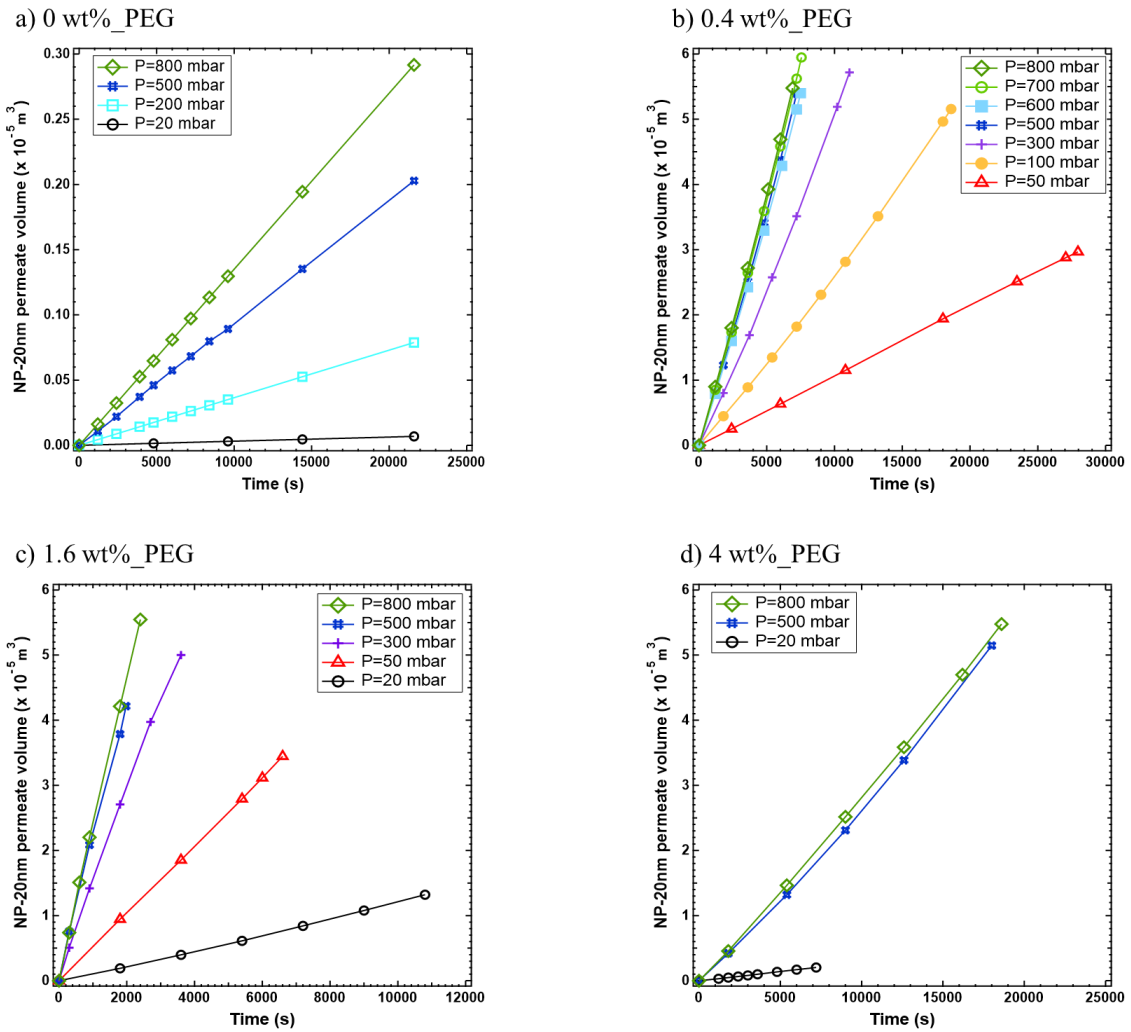 a) 0 wt%_PEG
NP-20nm permeate volume (x 10⁻⁵ m³)
0.30
0.25
0.20
0.15
0.10
0.05
0.00
P=800 mbar
P=500 mbar
P=200 mbar
P=20 mbar
0 5000 10000 15000 20000 25000
Time (s)
b) 0.4 wt%_PEG
NP-20nm permeate volume (x 10⁻⁵ m³)
6
5
4
3
2
1
0
P=800 mbar
P=700 mbar
P=600 mbar
P=500 mbar
P=300 mbar
P=100 mbar
P=50 mbar
0 5000 10000 15000 20000 25000 30000
Time (s)
c) 1.6 wt%_PEG
NP-20nm permeate volume (x 10⁻⁵ m³)
6
5
4
3
2
1
0
P=800 mbar
P=500 mbar
P=300 mbar
P=50 mbar
P=20 mbar
0 2000 4000 6000 8000 10000 12000
Time (s)
d) 4 wt%_PEG
NP-20nm permeate volume (x 10⁻⁵ m³)
6
5
4
3
2
1
0
P=800 mbar
P=500 mbar
P=20 mbar
0 5000 10000 15000 20000 25000
Time (s)